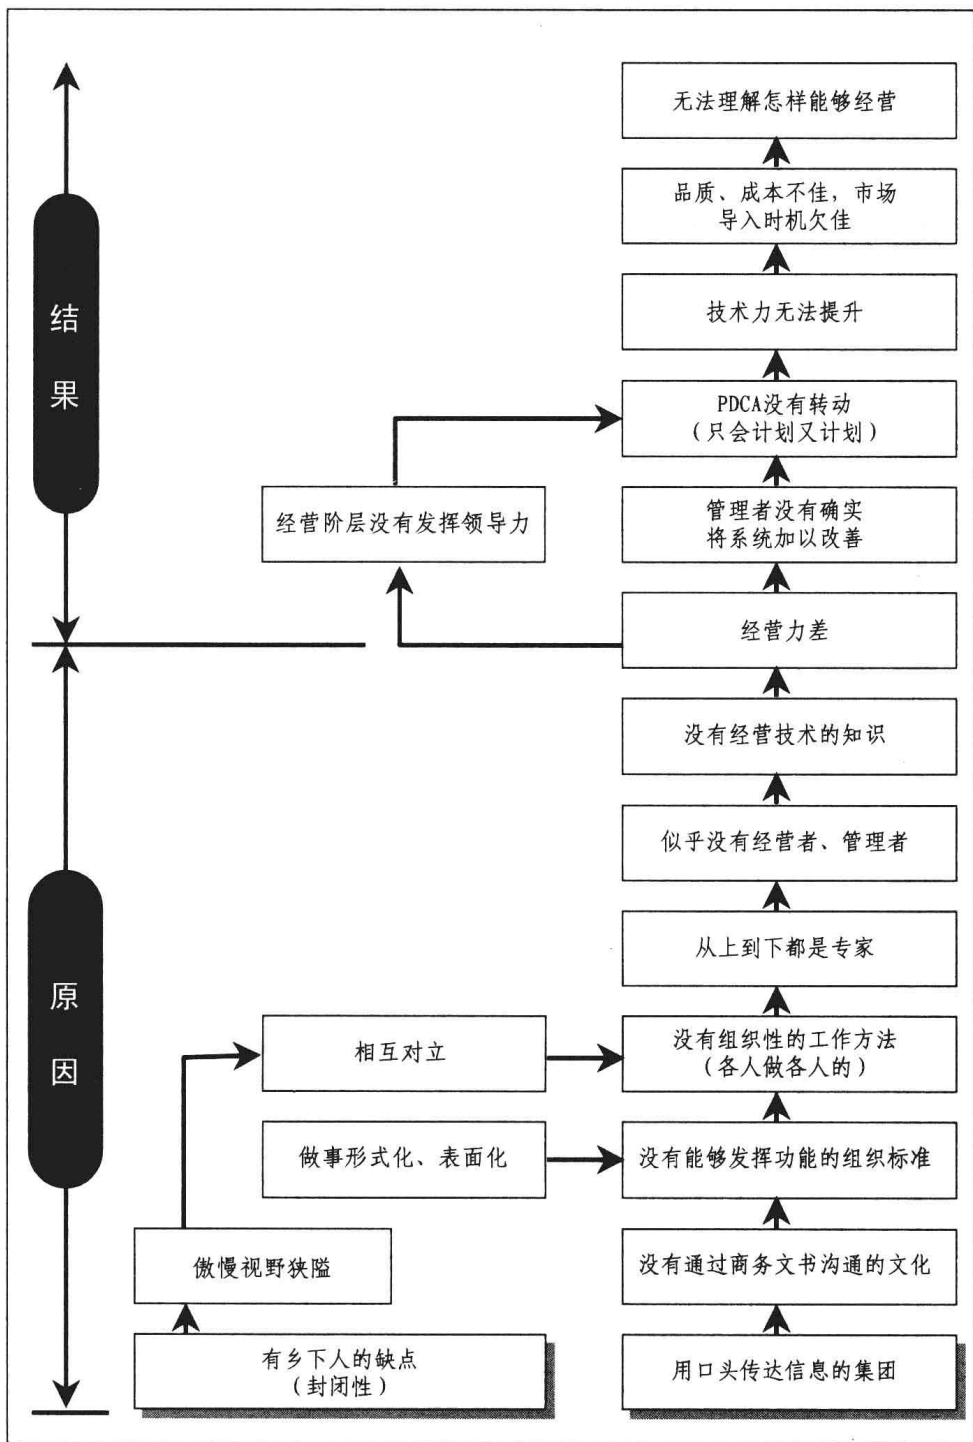 无法理解怎样能够经营
品质、成本不佳，市场
导入时机欠佳
技术力无法提升
PDCA没有转动
（只会计划又计划）
经营阶层没有发挥领导力
管理者没有确实
将系统加以改善
经营力差
没有经营技术的知识
似乎没有经营者、管理者
从上到下都是专家
相互对立
没有组织性的工作方法
（各人做各人的）
做事形式化、表面化
没有能够发挥功能的组织标准
傲慢视野狭隘
没有通过商务文书沟通的文化
有乡下人的缺点
（封闭性）
用口头传达信息的集团
结
果
原
因